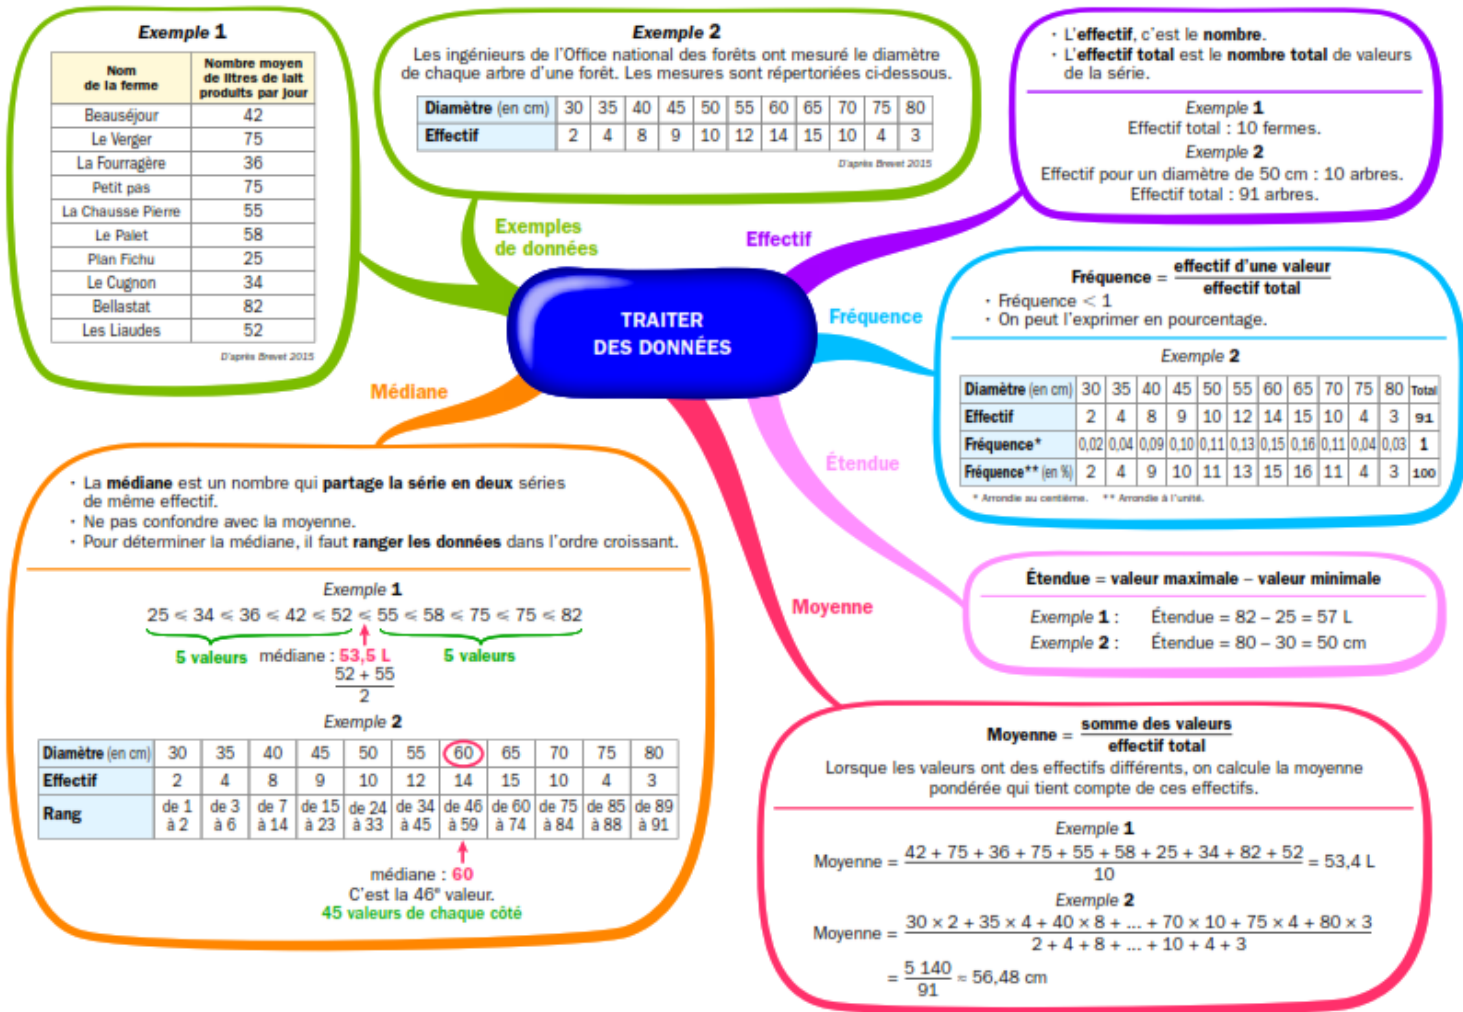 Exemple 1
Nom de la ferme | Nombre moyen de litres de lait produits par jour
Beauséjour 42
Le Verger 75
La Fourragère 36
Petit pas 75
La Chausse Pierre 55
Le Palet 58
Plan Fichu 25
Le Cugnon 34
Bellastat 82
Les Liaudes 52
D'après Brevet 2015
Exemple 2
Les ingénieurs de l'Office national des forêts ont mesuré le diamètre
de chaque arbre d'une forêt. Les mesures sont répertoriées ci-dessous.
Diamètre (en cm) 30 35 40 45 50 55 60 65 70 75 80
Effectif 2 4 8 9 10 12 14 15 10 4 3
D'après Brevet 2015
Exemples
de données
TRAITER
DES DONNÉES
Effectif
· L'effectif, c'est le nombre.
· L'effectif total est le nombre total de valeurs
de la série.
Exemple 1
Effectif total : 10 fermes.
Exemple 2
Effectif pour un diamètre de 50 cm : 10 arbres.
Effectif total : 91 arbres.
Fréquence
Fréquence = effectif d'une valeur / effectif total
· Fréquence < 1
· On peut l'exprimer en pourcentage.
Exemple 2
Diamètre (en cm) 30 35 40 45 50 55 60 65 70 75 80 Total
Effectif 2 4 8 9 10 12 14 15 10 4 3 91
Fréquence* 0,02 0,04 0,09 0,10 0,11 0,13 0,15 0,16 0,11 0,04 0,03 1
Fréquence** (en %) 2 4 9 10 11 13 15 16 11 4 3 100
* Arrondie au centième. ** Arrondie à l'unité.
Étendue
Étendue = valeur maximale – valeur minimale
Exemple 1 : Étendue = 82 – 25 = 57 L
Exemple 2 : Étendue = 80 – 30 = 50 cm
Moyenne
Moyenne = somme des valeurs / effectif total
Lorsque les valeurs ont des effectifs différents, on calcule la moyenne
pondérée qui tient compte de ces effectifs.
Exemple 1
Moyenne = 42 + 75 + 36 + 75 + 55 + 58 + 25 + 34 + 82 + 52 / 10 = 53,4 L
Exemple 2
Moyenne = 30 × 2 + 35 × 4 + 40 × 8 + ... + 70 × 10 + 75 × 4 + 80 × 3 / 2 + 4 + 8 + ... + 10 + 4 + 3
= 5 140 / 91 ≈ 56,48 cm
Médiane
· La médiane est un nombre qui partage la série en deux séries
de même effectif.
· Ne pas confondre avec la moyenne.
· Pour déterminer la médiane, il faut ranger les données dans l'ordre croissant.
Exemple 1
25 ⩽ 34 ⩽ 36 ⩽ 42 ⩽ 52 ⩽ 55 ⩽ 58 ⩽ 75 ⩽ 75 ⩽ 82
5 valeurs médiane : 53,5 L 5 valeurs
52 + 55 / 2
Exemple 2
Diamètre (en cm) 30 35 40 45 50 55 60 65 70 75 80
Effectif 2 4 8 9 10 12 14 15 10 4 3
Rang de 1 à 2 de 3 à 6 de 7 à 14 de 15 à 23 de 24 à 33 de 34 à 45 de 46 à 59 de 60 à 74 de 75 à 84 de 85 à 88 de 89 à 91
médiane : 60
C'est la 46e valeur.
45 valeurs de chaque côté